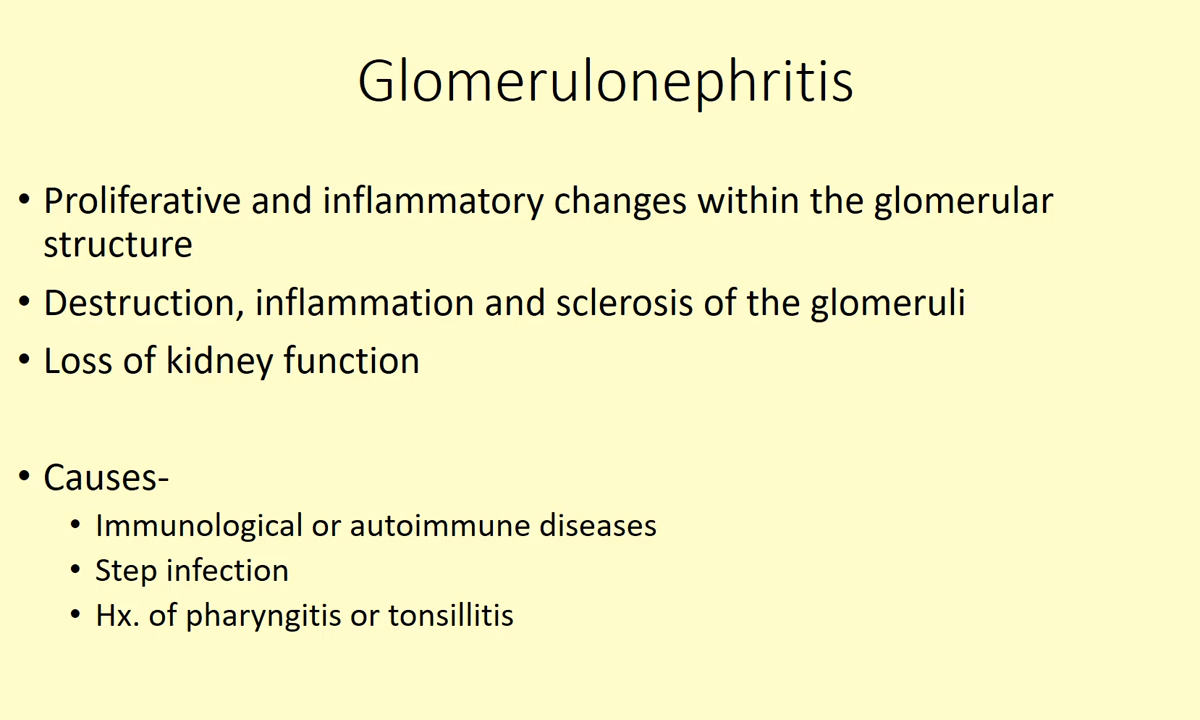 Glomerulonephritis
• Proliferative and inflammatory changes within the glomerular
structure
• Destruction, inflammation and sclerosis of the glomeruli
• Loss of kidney function
• Causes-
• Immunological or autoimmune diseases
• Step infection
• Hx. of pharyngitis or tonsillitis